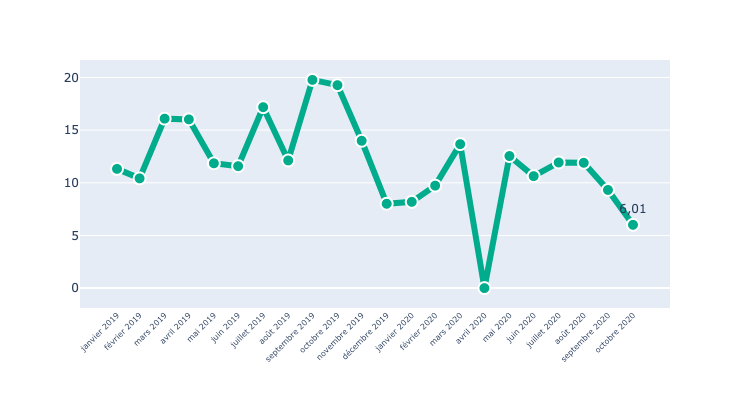 20
15
10
5
0
6,01
janvier 2019
février 2019
mars 2019
avril 2019
mai 2019
juin 2019
juillet 2019
août 2019
septembre 2019
octobre 2019
novembre 2019
décembre 2019
janvier 2020
février 2020
mars 2020
avril 2020
mai 2020
juin 2020
juillet 2020
août 2020
septembre 2020
octobre 2020